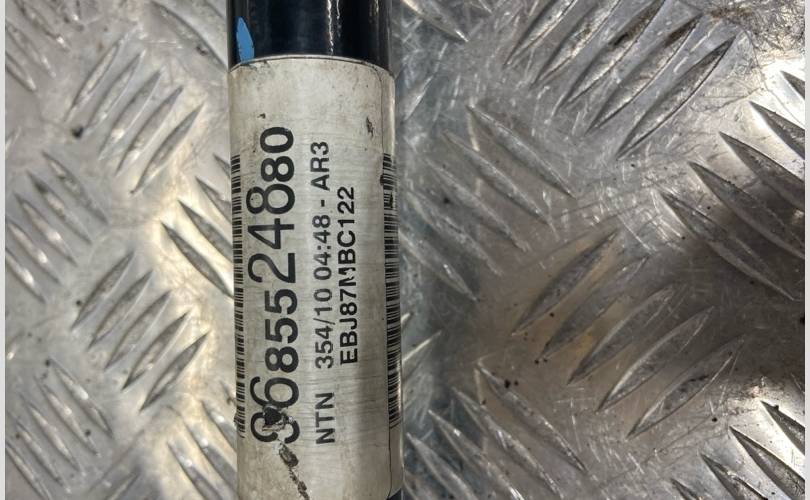 9685524880
NTN 354/10 04:48 - AR3
EBJ87MBC122